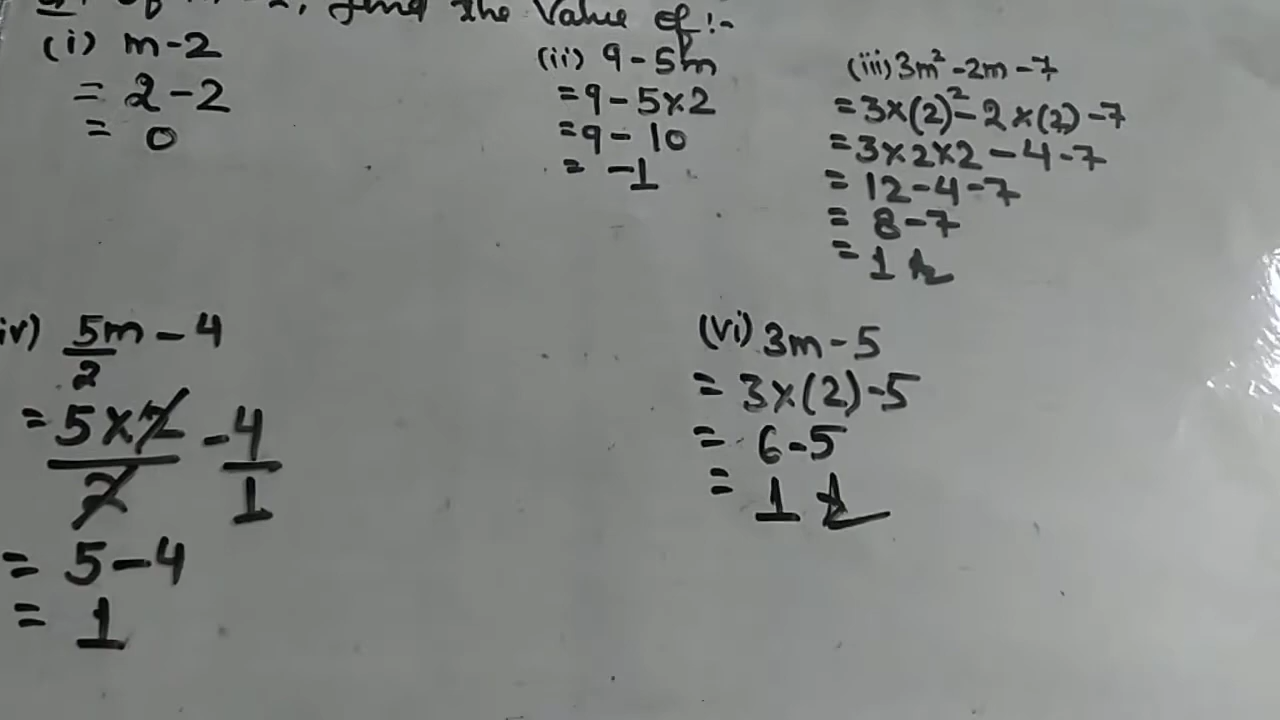 find the Value of :-
(i) m-2
= 2-2
= 0
(ii) 9-5m
=9-5×2
=9-10
= -1
(iii) 3m²-2m-7
=3×(2)²-2×(2)-7
=3×2×2-4-7
= 12-4-7
= 8-7
= 1
iv) 5m/2 - 4
= 5×2/2 - 4/1
= 5-4
= 1
(vi) 3m-5
= 3×(2)-5
= 6-5
= 1